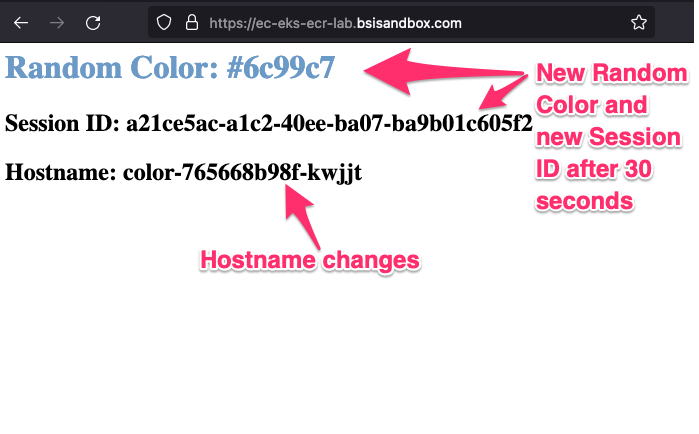 https://ec-eks-ecr-lab.bsisandbox.com
Random Color: #6c99c7
Session ID: a21ce5ac-a1c2-40ee-ba07-ba9b01c605f2
Hostname: color-765668b98f-kwjjt
New Random
Color and
new Session
ID after 30
seconds
Hostname changes